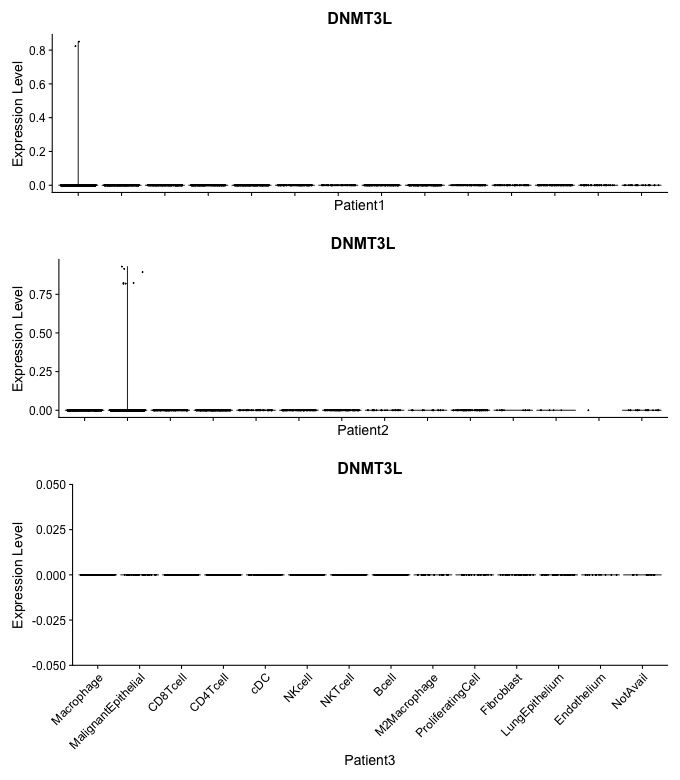 DNMT3L
Expression Level
0.8
0.6
0.4
0.2
0.0
Patient1
DNMT3L
Expression Level
0.75
0.50
0.25
0.00
Patient2
DNMT3L
Expression Level
0.050
0.025
0.000
-0.025
-0.050
Macrophage
MalignantEpithelial
CD8Tcell
CD4Tcell
cDC
NKcell
NKTcell
Bcell
M2Macrophage
ProliferatingCell
Fibroblast
LungEpithelium
Endothelium
NotAvail
Patient3